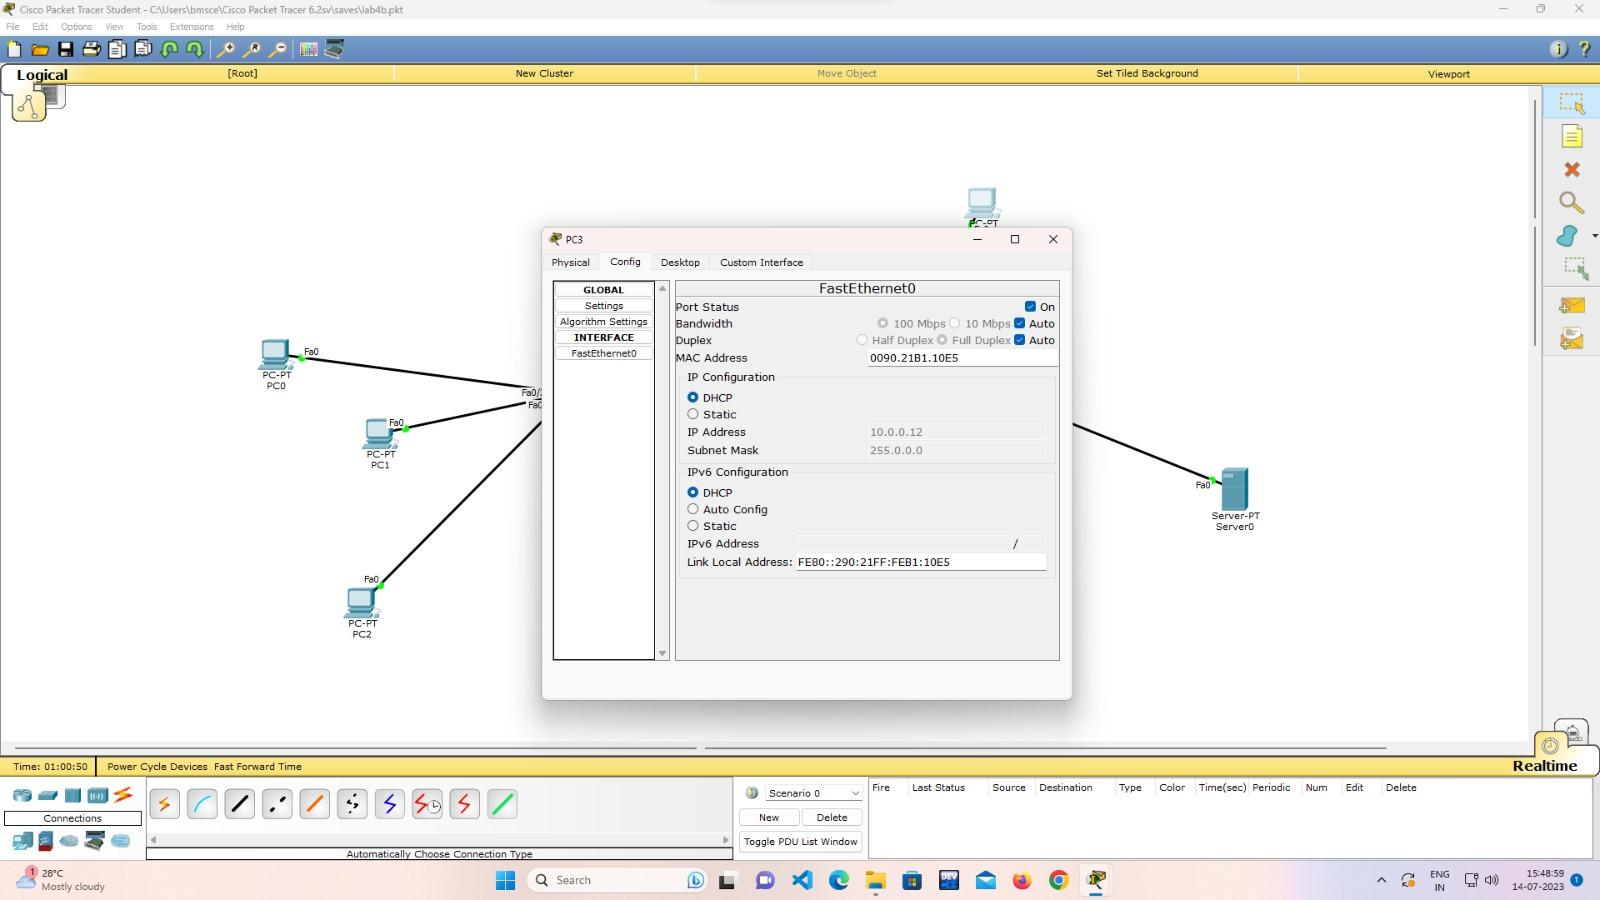 Cisco Packet Tracer Student - C:\Users\bmsce\Cisco Packet Tracer 6.2sv\saves\lab4b.pkt
File Edit Options View Tools Extensions Help
Logical [Root] New Cluster Move Object Set Tiled Background Viewport
PC-PT
PC3
Physical Config Desktop Custom Interface
GLOBAL
Settings
Algorithm Settings
INTERFACE
FastEthernet0
FastEthernet0
Port Status On
Bandwidth 100 Mbps 10 Mbps Auto
Duplex Half Duplex Full Duplex Auto
MAC Address 0090.21B1.10E5
IP Configuration
DHCP
Static
IP Address 10.0.0.12
Subnet Mask 255.0.0.0
IPv6 Configuration
DHCP
Auto Config
Static
IPv6 Address /
Link Local Address: FE80::290:21FF:FEB1:10E5
Fa0
PC-PT
PC0
Fa0/
Fa0
Fa0
PC-PT
PC1
Fa0
PC-PT
PC2
Fa0
Server-PT
Server0
Time: 01:00:50 Power Cycle Devices Fast Forward Time
Realtime
Connections
Automatically Choose Connection Type
Scenario 0
New Delete
Toggle PDU List Window
Fire Last Status Source Destination Type Color Time(sec) Periodic Num Edit Delete
1
28°C
Mostly cloudy
Search
DEV
ENG
IN
15:48:59
14-07-2023
1